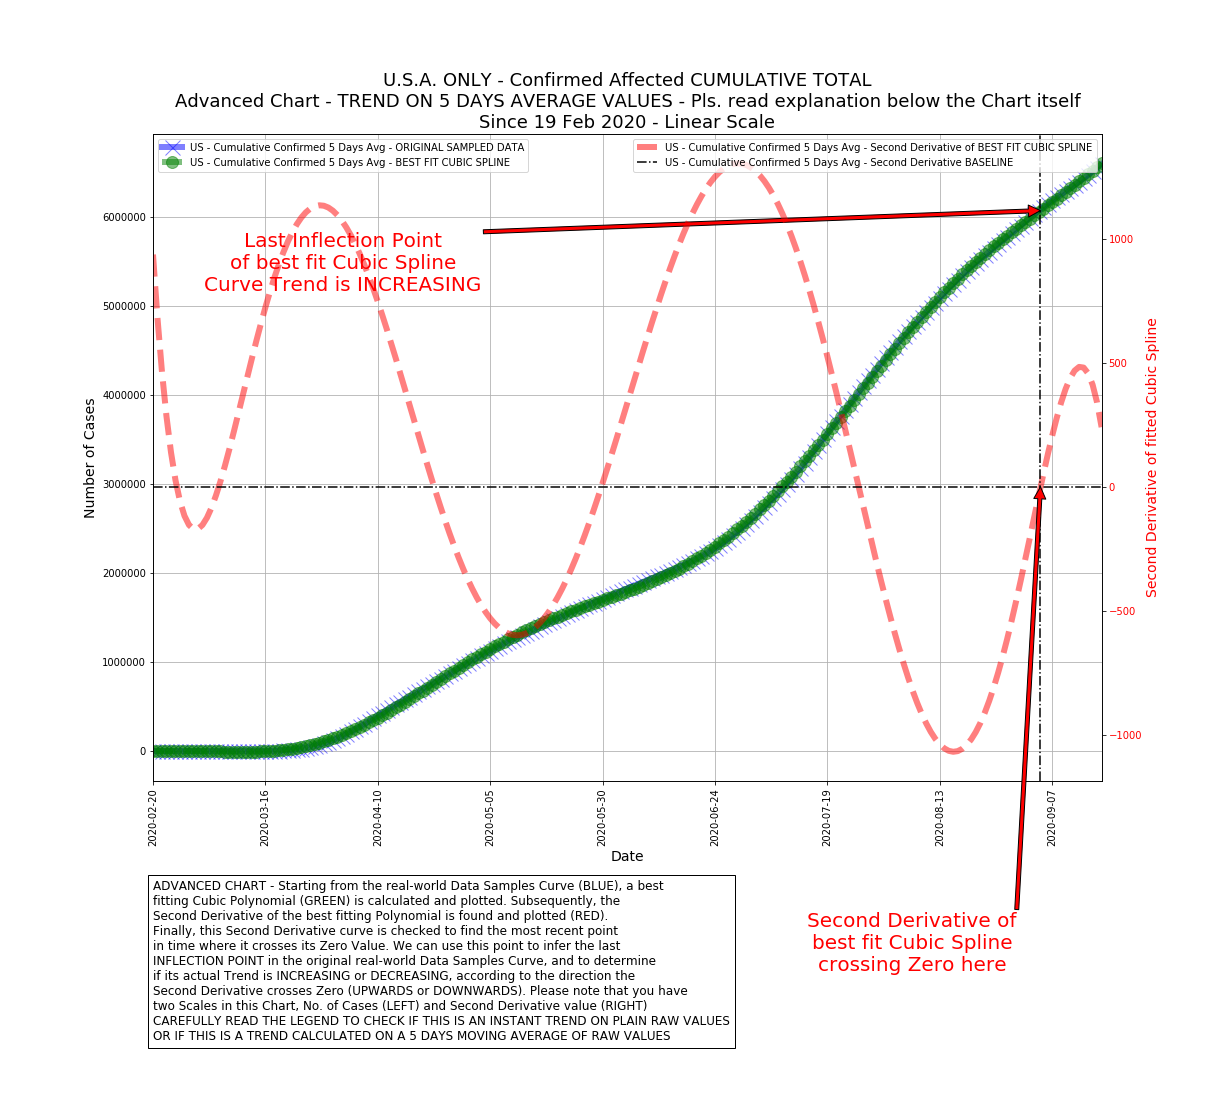 U.S.A. ONLY - Confirmed Affected CUMULATIVE TOTAL
Advanced Chart - TREND ON 5 DAYS AVERAGE VALUES - Pls. read explanation below the Chart itself
Since 19 Feb 2020 - Linear Scale
US - Cumulative Confirmed 5 Days Avg - ORIGINAL SAMPLED DATA
US - Cumulative Confirmed 5 Days Avg - BEST FIT CUBIC SPLINE
US - Cumulative Confirmed 5 Days Avg - Second Derivative of BEST FIT CUBIC SPLINE
US - Cumulative Confirmed 5 Days Avg - Second Derivative BASELINE
Last Inflection Point
of best fit Cubic Spline
Curve Trend is INCREASING
Number of Cases
6000000
5000000
4000000
3000000
2000000
1000000
0
1000
500
0
−500
−1000
Second Derivative of fitted Cubic Spline
2020-02-20
2020-03-16
2020-04-10
2020-05-05
2020-05-30
2020-06-24
2020-07-19
2020-08-13
2020-09-07
Date
ADVANCED CHART - Starting from the real-world Data Samples Curve (BLUE), a best
fitting Cubic Polynomial (GREEN) is calculated and plotted. Subsequently, the
Second Derivative of the best fitting Polynomial is found and plotted (RED).
Finally, this Second Derivative curve is checked to find the most recent point
in time where it crosses its Zero Value. We can use this point to infer the last
INFLECTION POINT in the original real-world Data Samples Curve, and to determine
if its actual Trend is INCREASING or DECREASING, according to the direction the
Second Derivative crosses Zero (UPWARDS or DOWNWARDS). Please note that you have
two Scales in this Chart, No. of Cases (LEFT) and Second Derivative value (RIGHT)
CAREFULLY READ THE LEGEND TO CHECK IF THIS IS AN INSTANT TREND ON PLAIN RAW VALUES
OR IF THIS IS A TREND CALCULATED ON A 5 DAYS MOVING AVERAGE OF RAW VALUES
Second Derivative of
best fit Cubic Spline
crossing Zero here